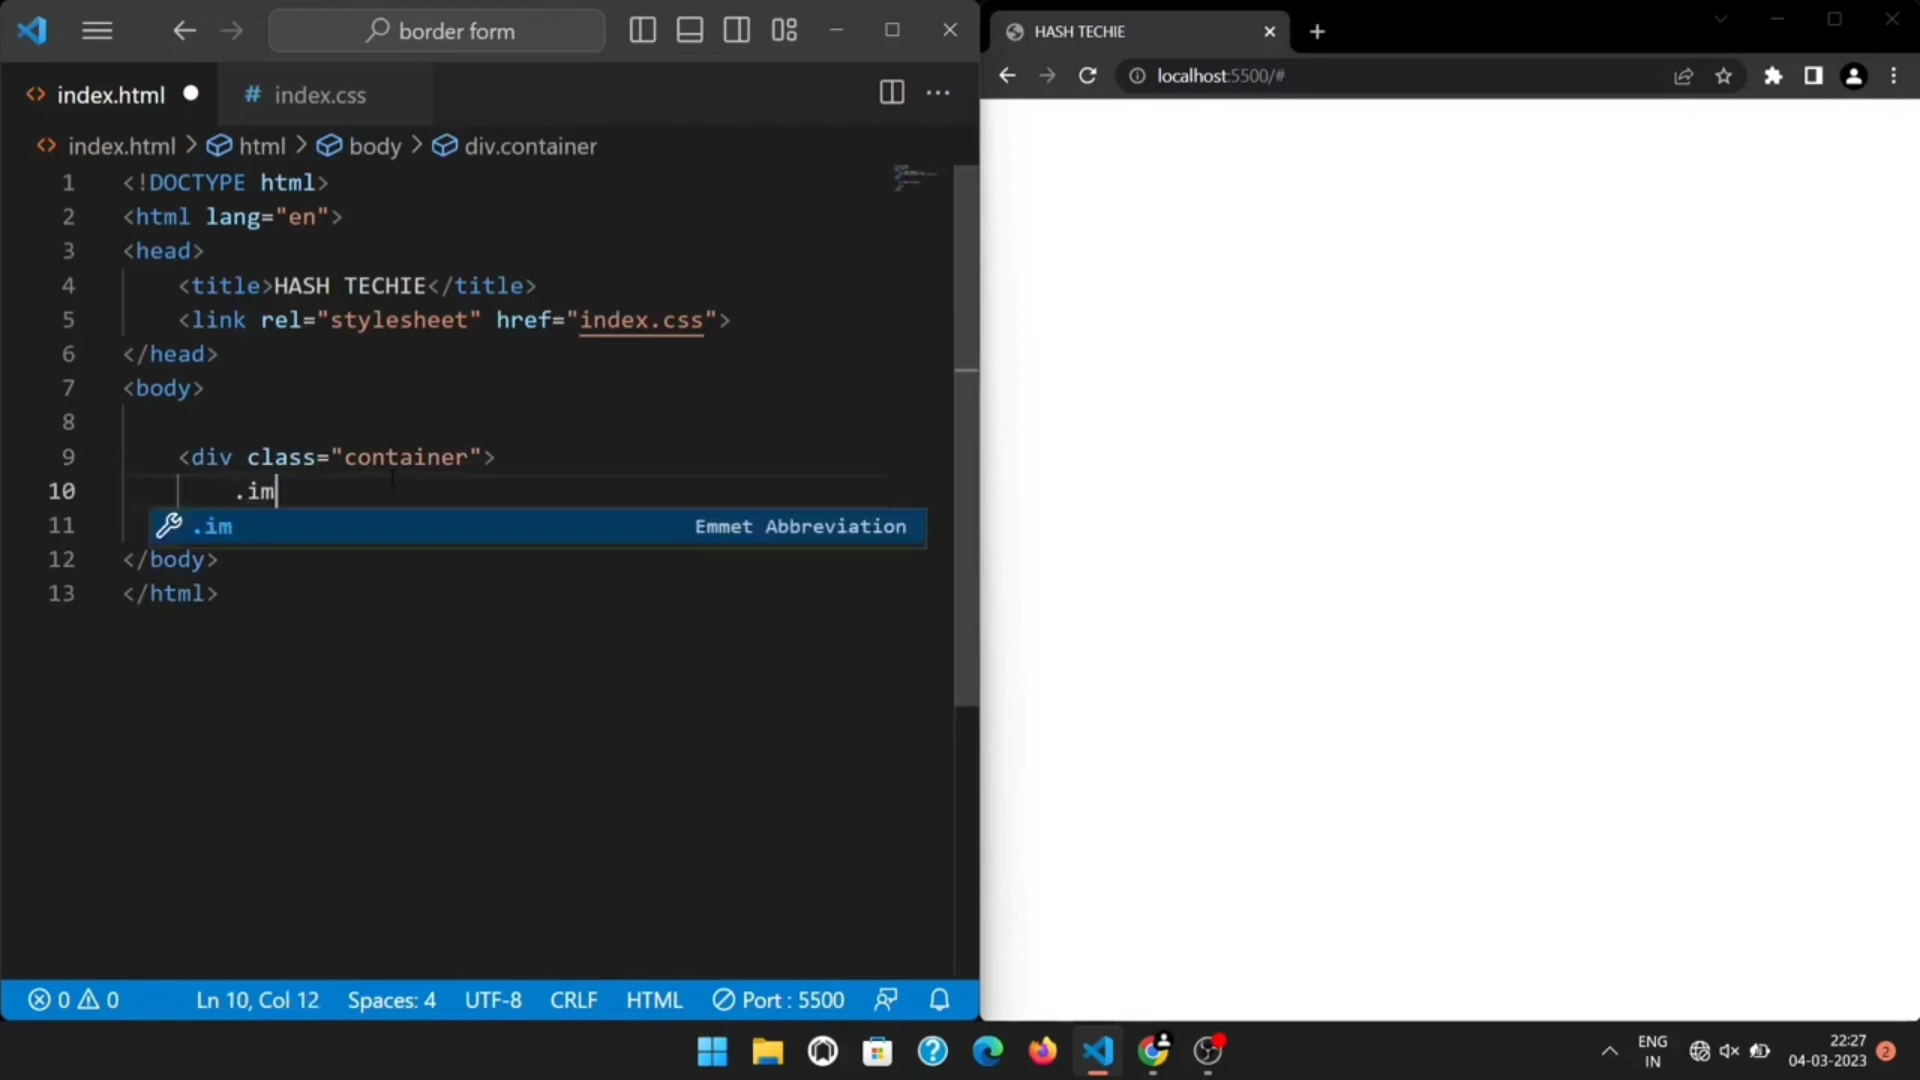 border form
index.html
# index.css
index.html > html > body > div.container
1 <!DOCTYPE html>
2 <html lang="en">
3 <head>
4 <title>HASH TECHIE</title>
5 <link rel="stylesheet" href="index.css">
6 </head>
7 <body>
8
9 <div class="container">
10 .im
11 .im Emmet Abbreviation
12 </body>
13 </html>
0 0 Ln 10, Col 12 Spaces: 4 UTF-8 CRLF HTML Port : 5500
HASH TECHIE
localhost:5500/#
ENG
IN
22:27
04-03-2023
2